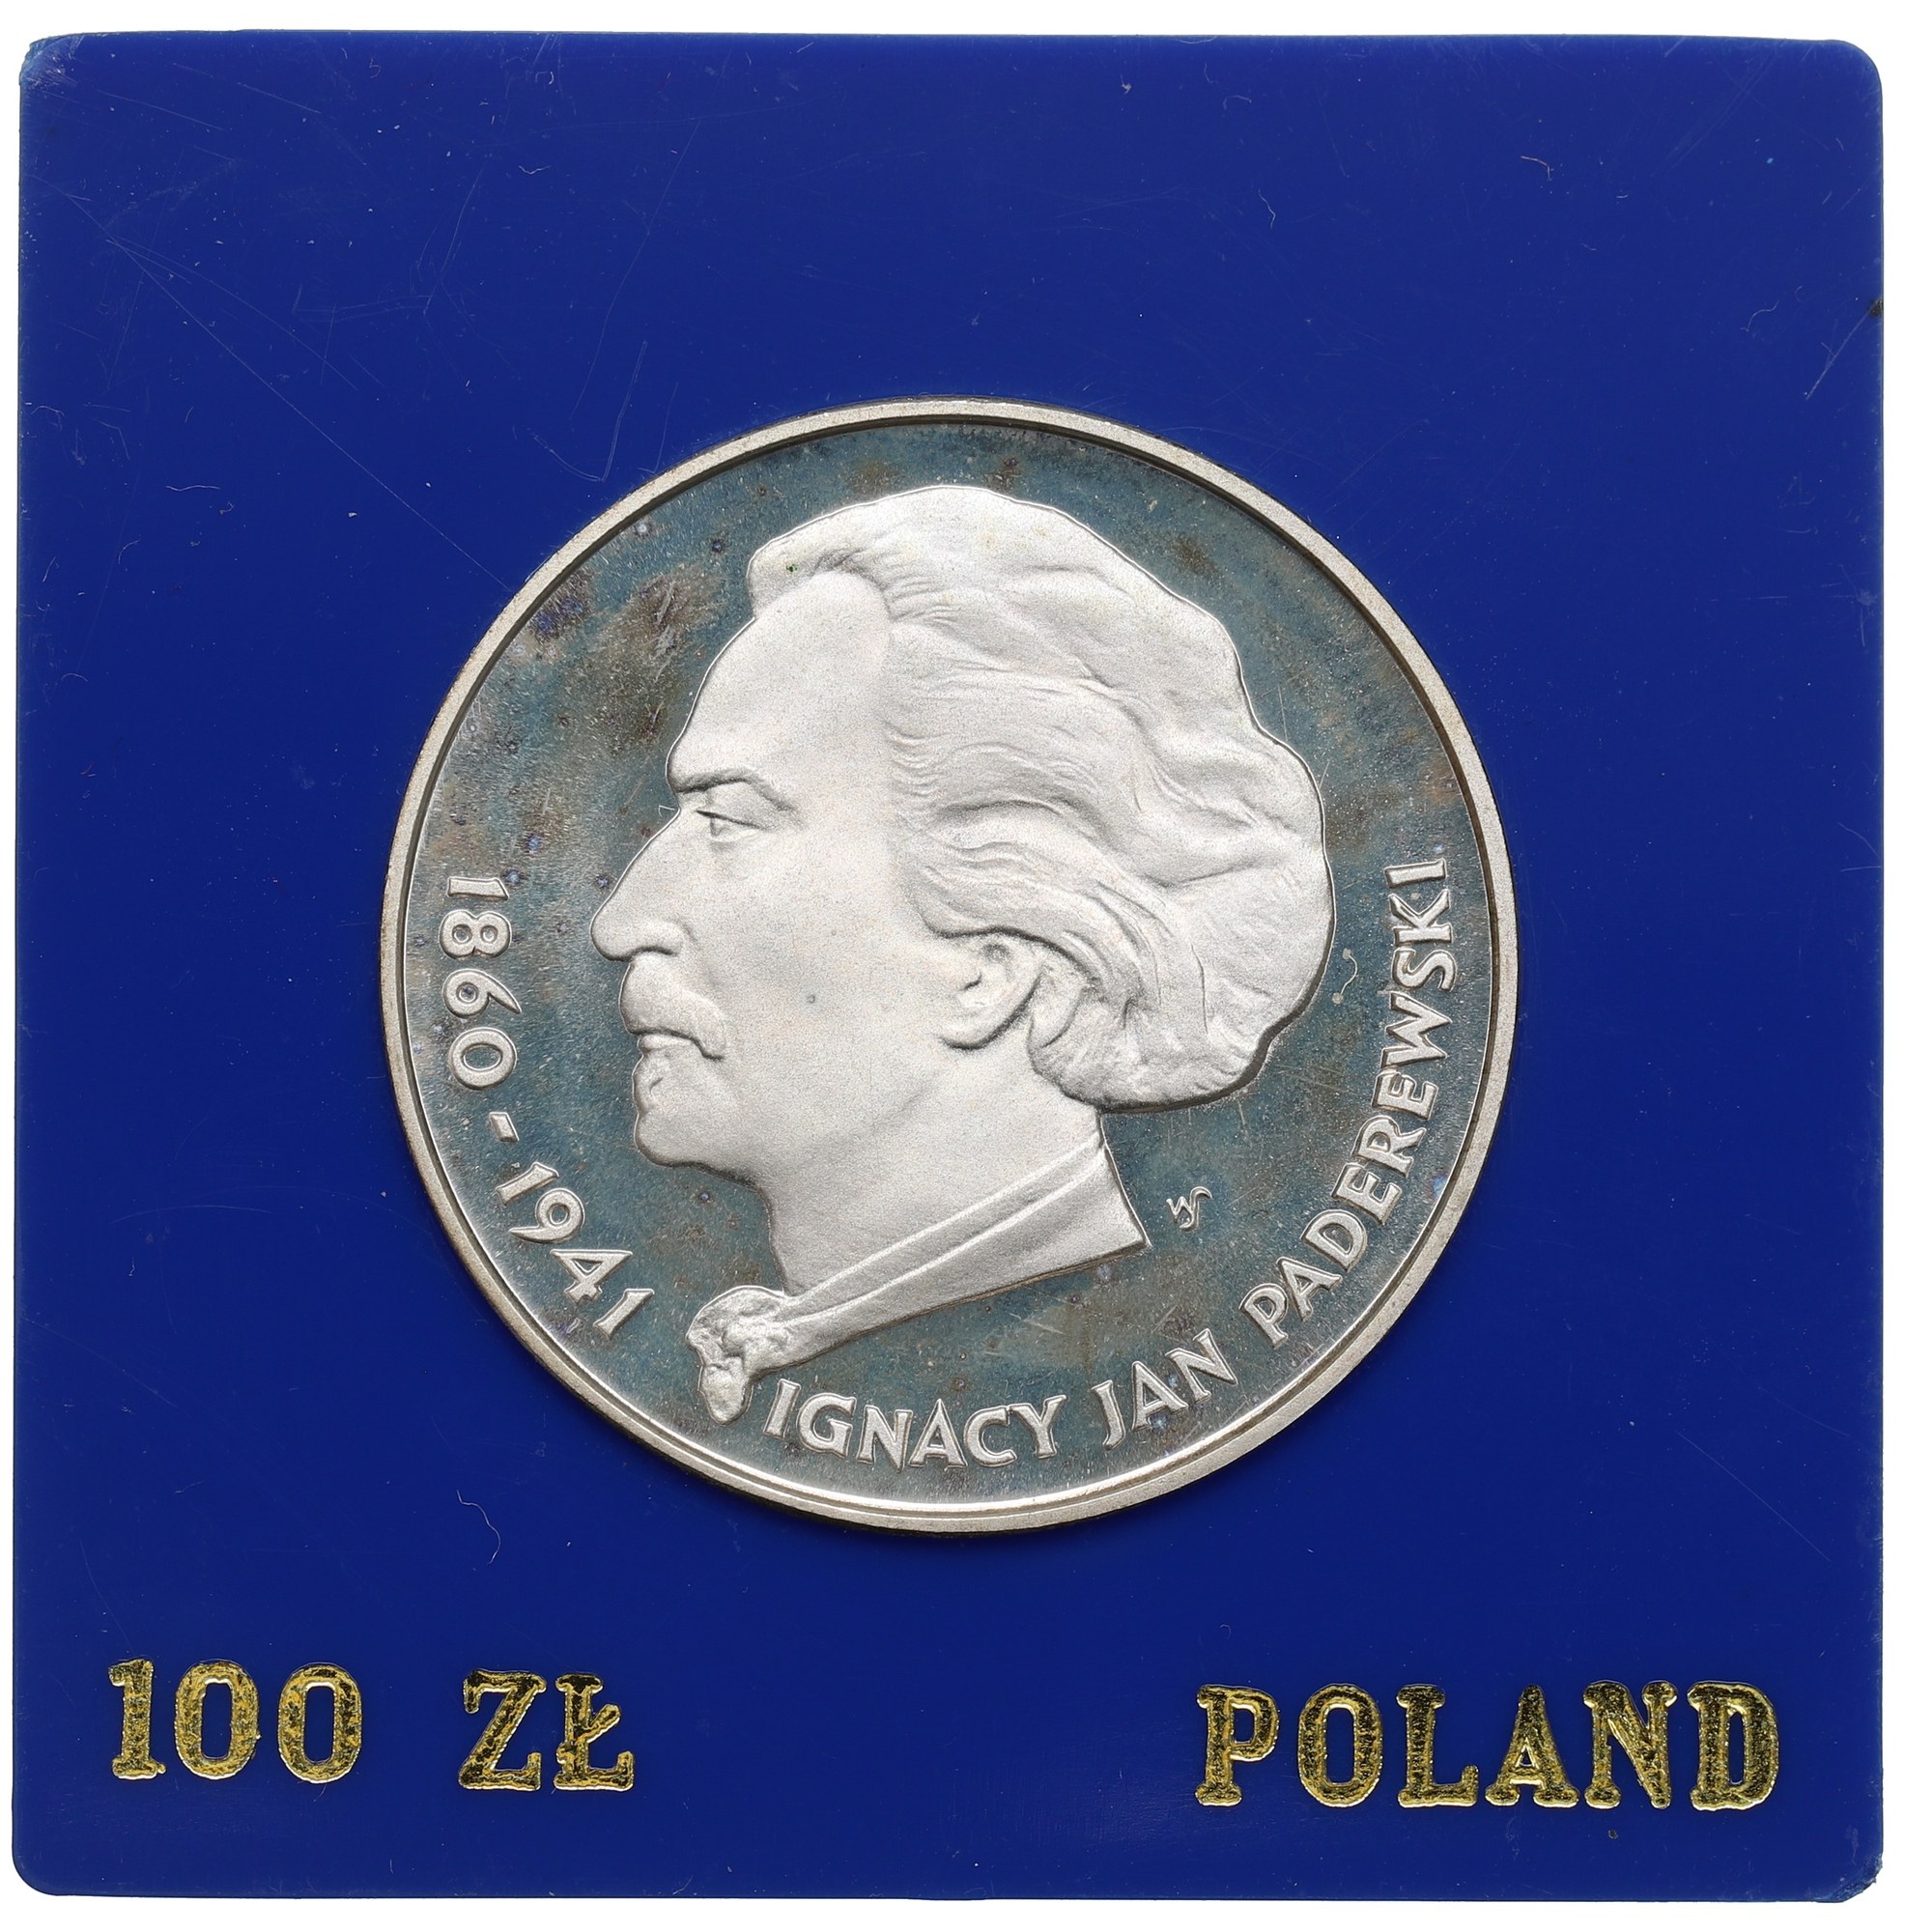 1860-1941
IGNACY JAN PADEREWSKI
100 ZŁ
POLAND